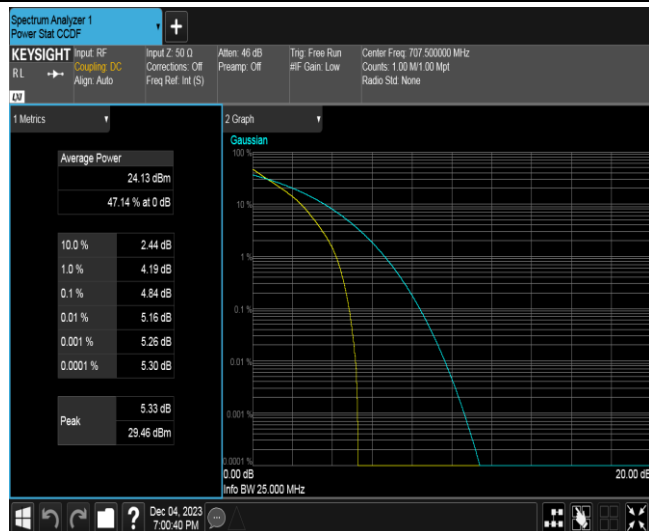 Spectrum Analyzer 1
Power Stat CCDF
+
KEYSIGHT
RL
Input: RF
Coupling: DC
Align: Auto
Input Z: 50 Ω
Corrections: Off
Freq Ref: Int (S)
Atten: 46 dB
Preamp: Off
Trig: Free Run
#IF Gain: Low
Center Freq: 707.500000 MHz
Counts: 1.00 M/1.00 Mpt
Radio Std: None
1 Metrics
Average Power
24.13 dBm
47.14 % at 0 dB
10.0 % 2.44 dB
1.0 % 4.19 dB
0.1 % 4.84 dB
0.01 % 5.16 dB
0.001 % 5.26 dB
0.0001 % 5.30 dB
Peak
5.33 dB
29.46 dBm
2 Graph
Gaussian
100 %
10 %
1 %
0.1 %
0.01 %
0.001 %
0.0001 %
0.00 dB
20.00 dB
Info BW 25.000 MHz
?
Dec 04, 2023
7:00:40 PM